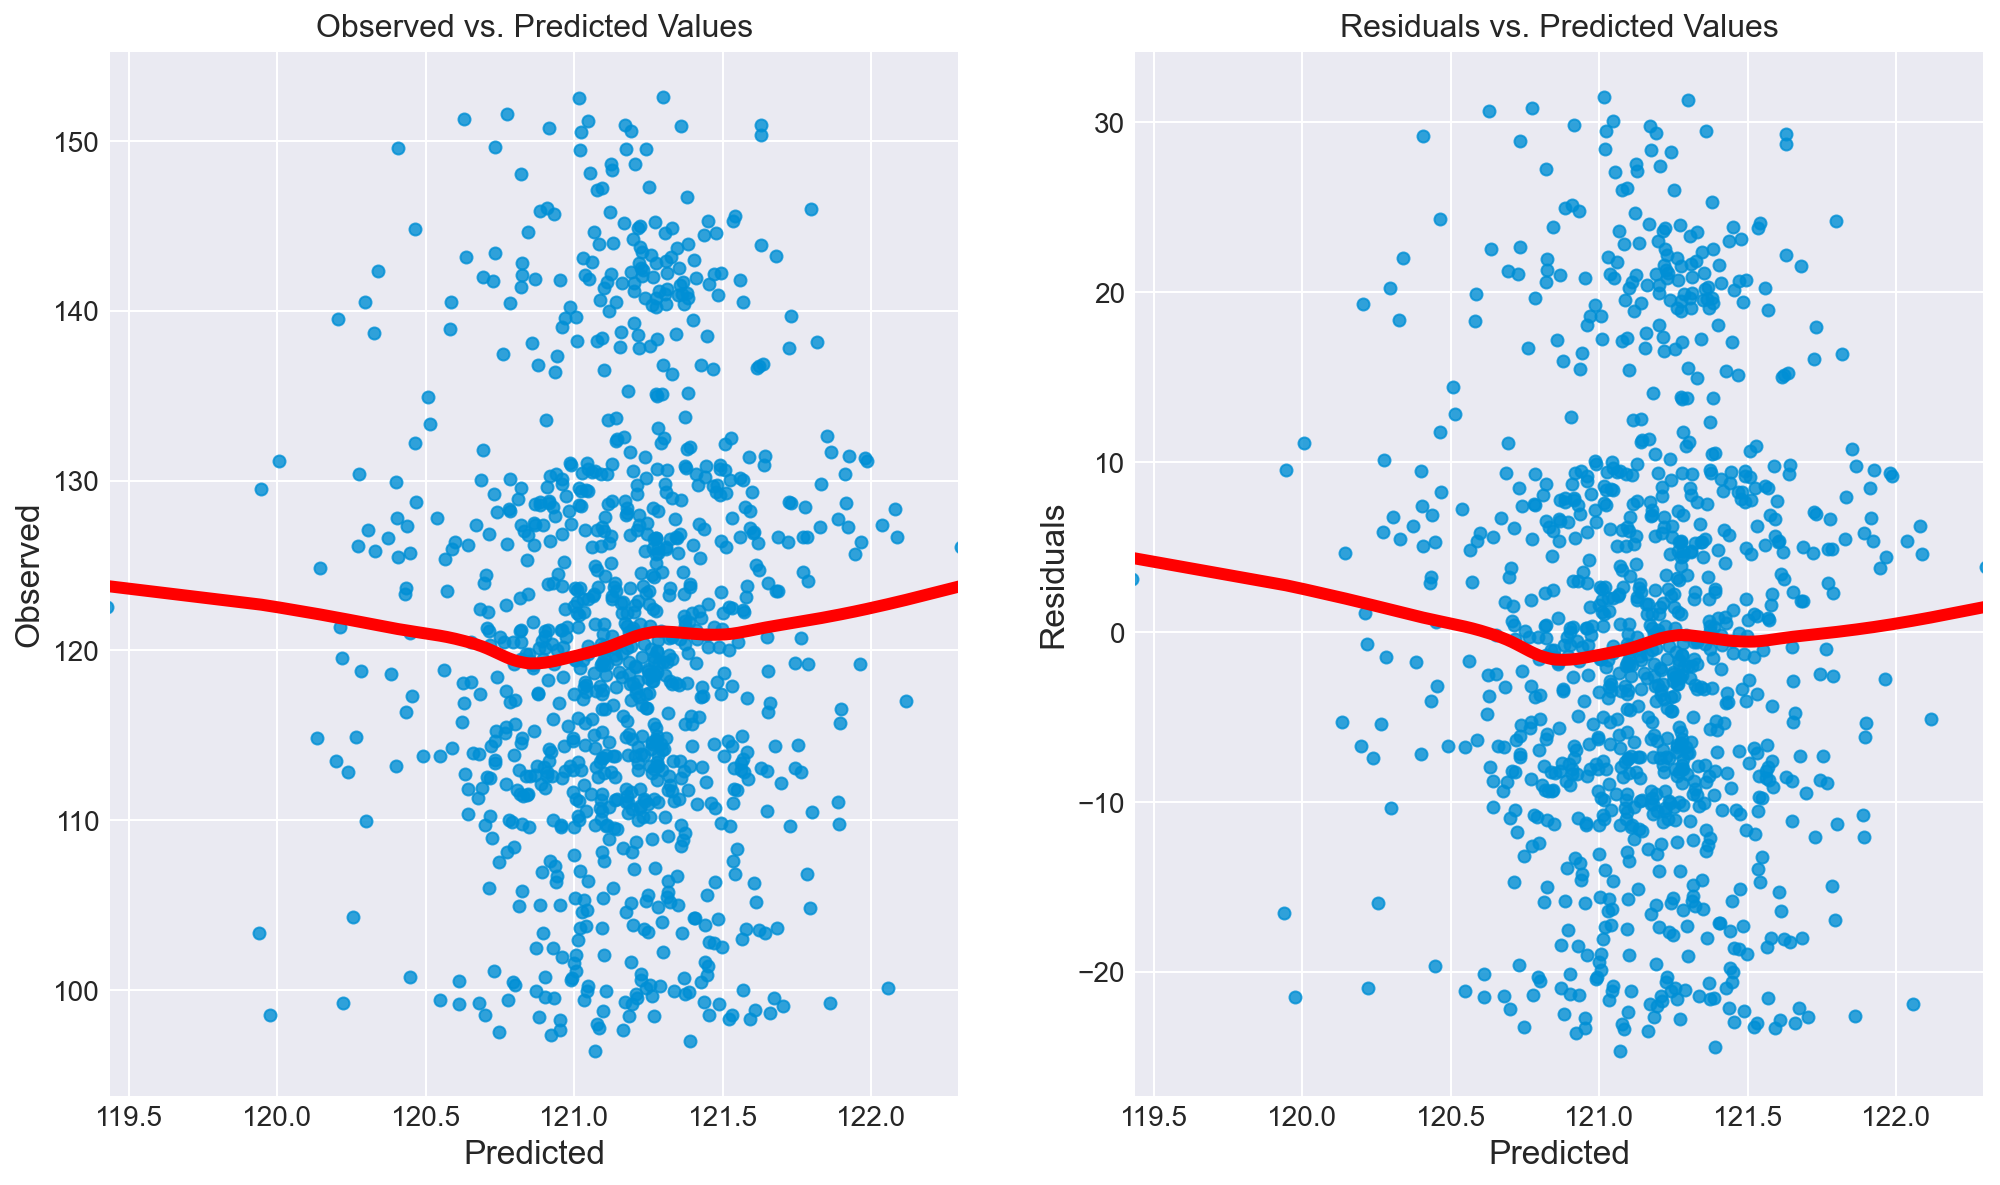 Observed vs. Predicted Values
Observed
150
140
130
120
110
100
119.5 120.0 120.5 121.0 121.5 122.0
Predicted
Residuals vs. Predicted Values
Residuals
30
20
10
0
−10
−20
119.5 120.0 120.5 121.0 121.5 122.0
Predicted